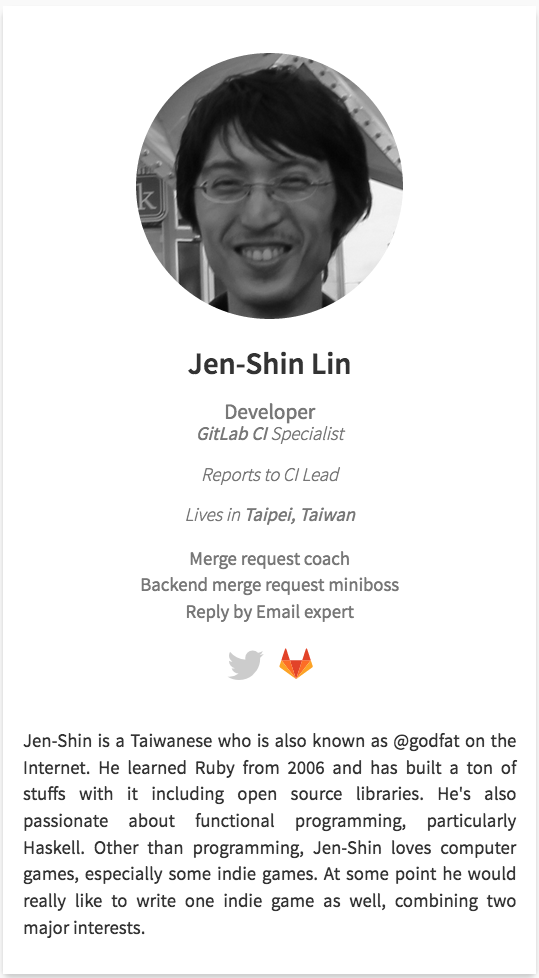 k
Jen-Shin Lin
Developer
GitLab CI Specialist
Reports to CI Lead
Lives in Taipei, Taiwan
Merge request coach
Backend merge request miniboss
Reply by Email expert
Jen-Shin is a Taiwanese who is also known as @godfat on the
Internet. He learned Ruby from 2006 and has built a ton of
stuffs with it including open source libraries. He's also
passionate about functional programming, particularly
Haskell. Other than programming, Jen-Shin loves computer
games, especially some indie games. At some point he would
really like to write one indie game as well, combining two
major interests.